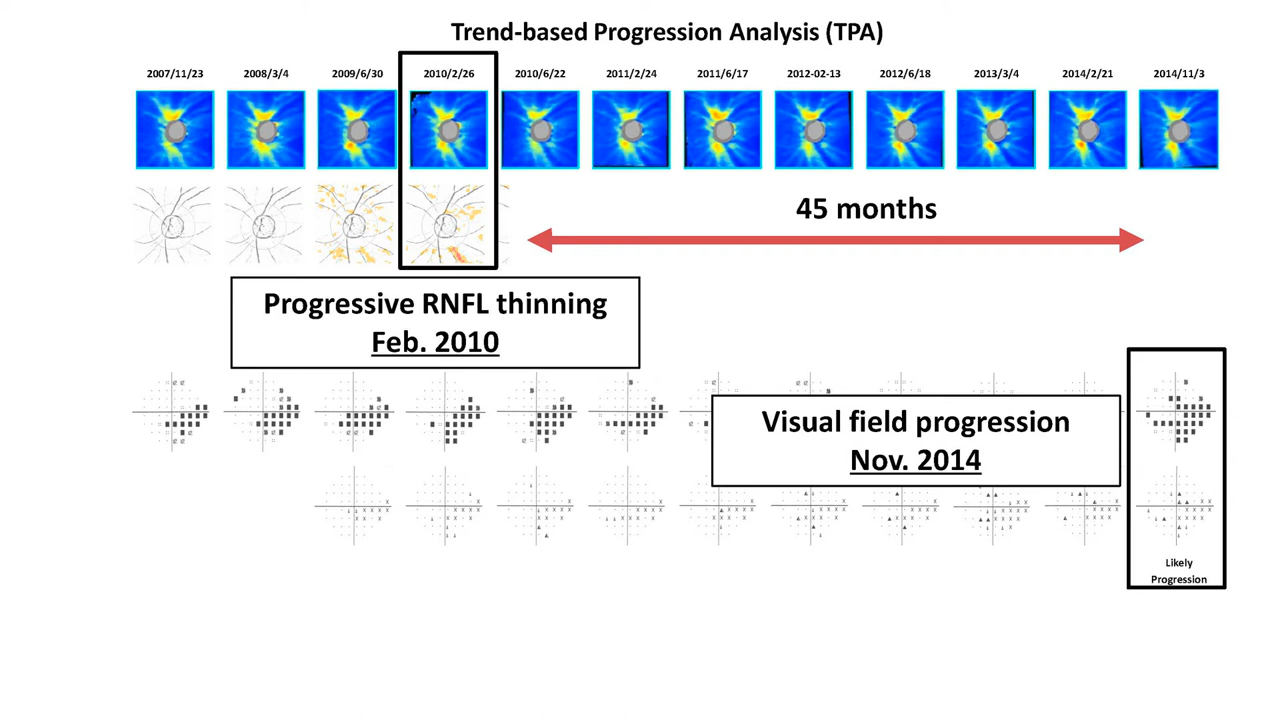 Trend-based Progression Analysis (TPA)
2007/11/23 2008/3/4 2009/6/30 2010/2/26 2010/6/22 2011/2/24 2011/6/17 2012-02-13 2012/6/18 2013/3/4 2014/2/21 2014/11/3
45 months
Progressive RNFL thinning
Feb. 2010
Visual field progression
Nov. 2014
Likely
Progression